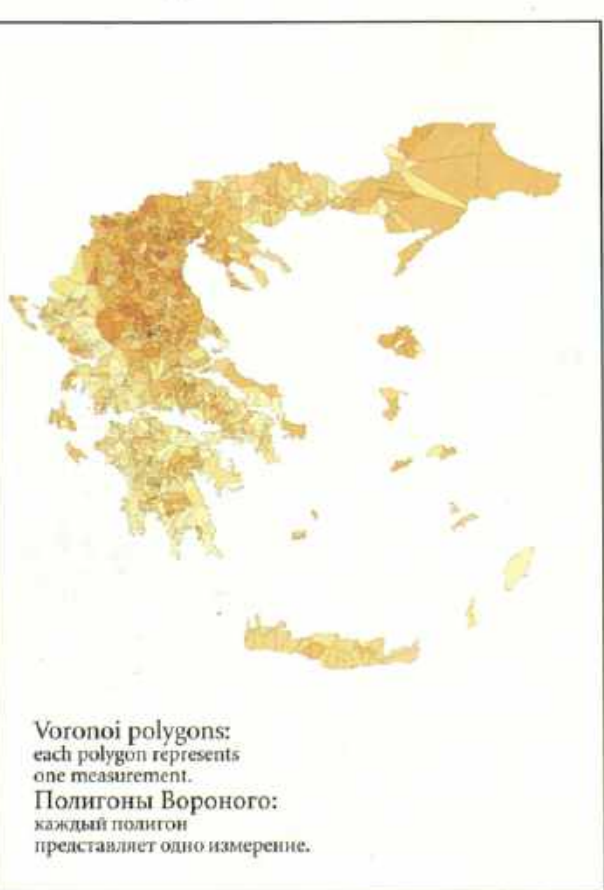 Voronoi polygons:
each polygon represents
one measurement.
Полигоны Вороного:
каждый полигон
представляет одно измерение.